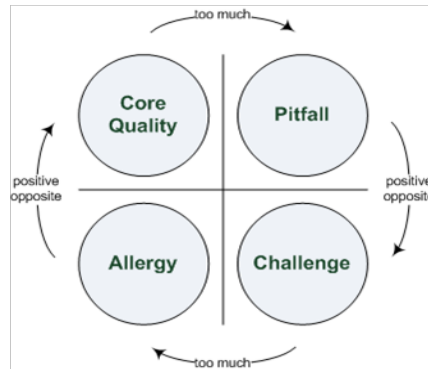 too much
Core
Quality
Pitfall
positive
opposite
positive
opposite
Allergy
Challenge
too much